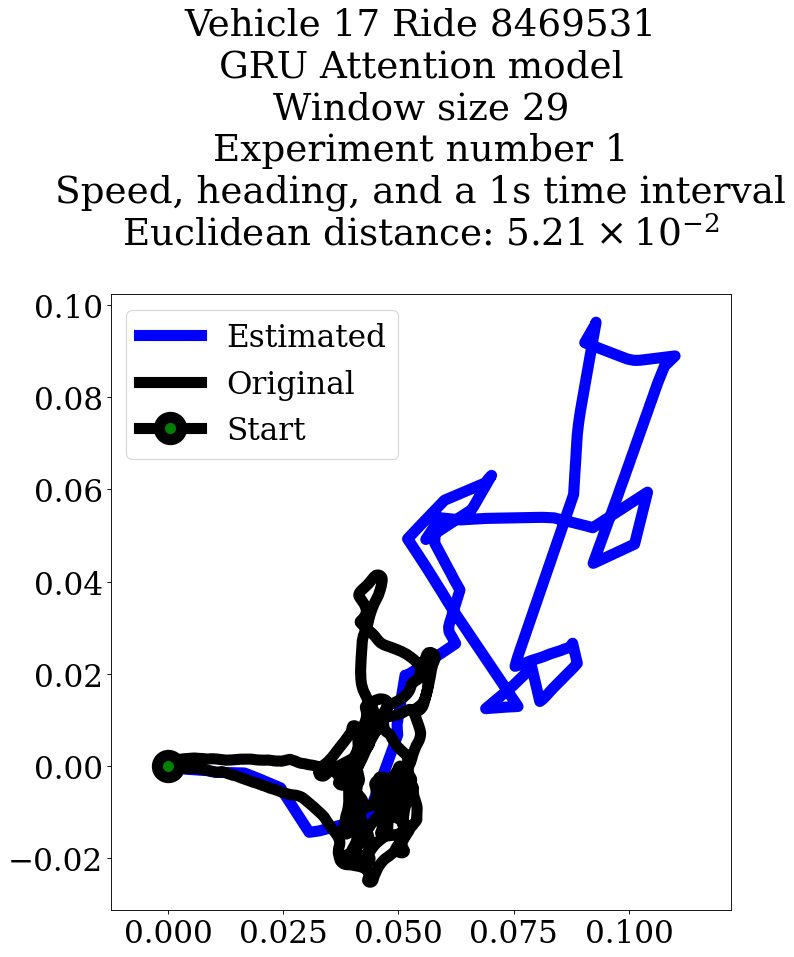 Vehicle 17 Ride 8469531
GRU Attention model
Window size 29
Experiment number 1
Speed, heading, and a 1s time interval
Euclidean distance: 5.21 × 10⁻²
Estimated
Original
Start
0.10
0.08
0.06
0.04
0.02
0.00
−0.02
0.000 0.025 0.050 0.075 0.100